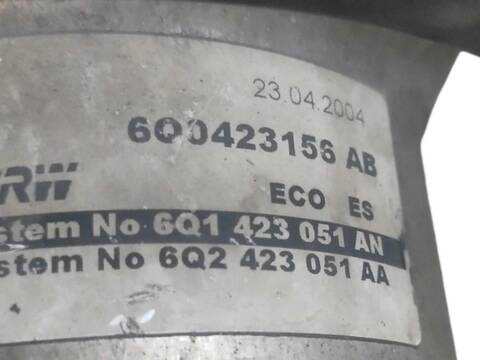 23.04.2004
6Q0423156 AB
RW
ECO ES
stem No 6Q1 423 051 AN
stem No 6Q2 423 051 AA